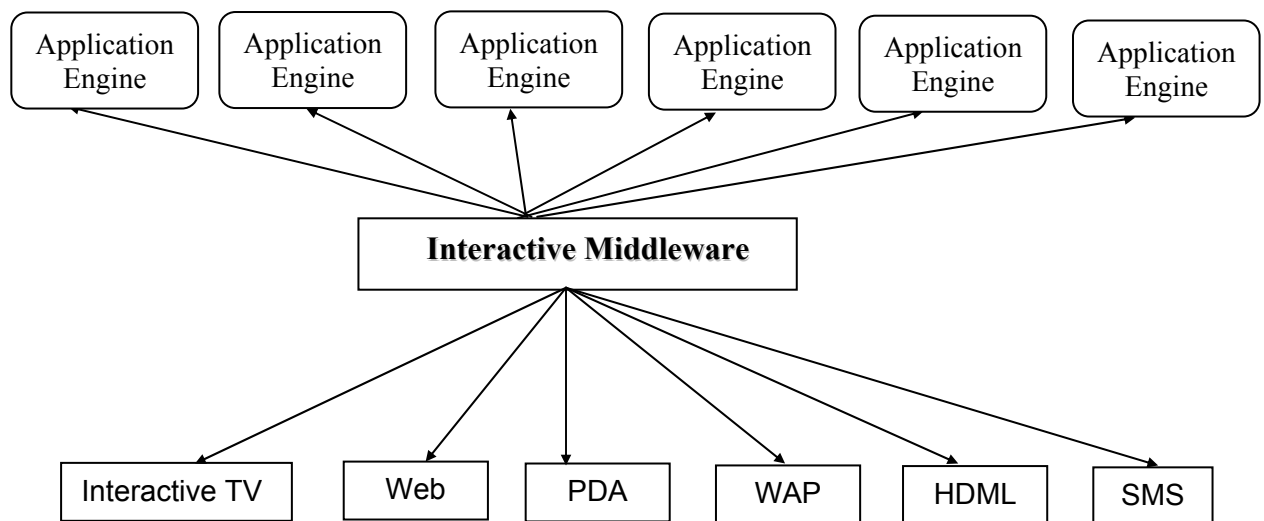 Application
Engine
Application
Engine
Application
Engine
Application
Engine
Application
Engine
Application
Engine
Interactive Middleware
Interactive TV
Web
PDA
WAP
HDML
SMS